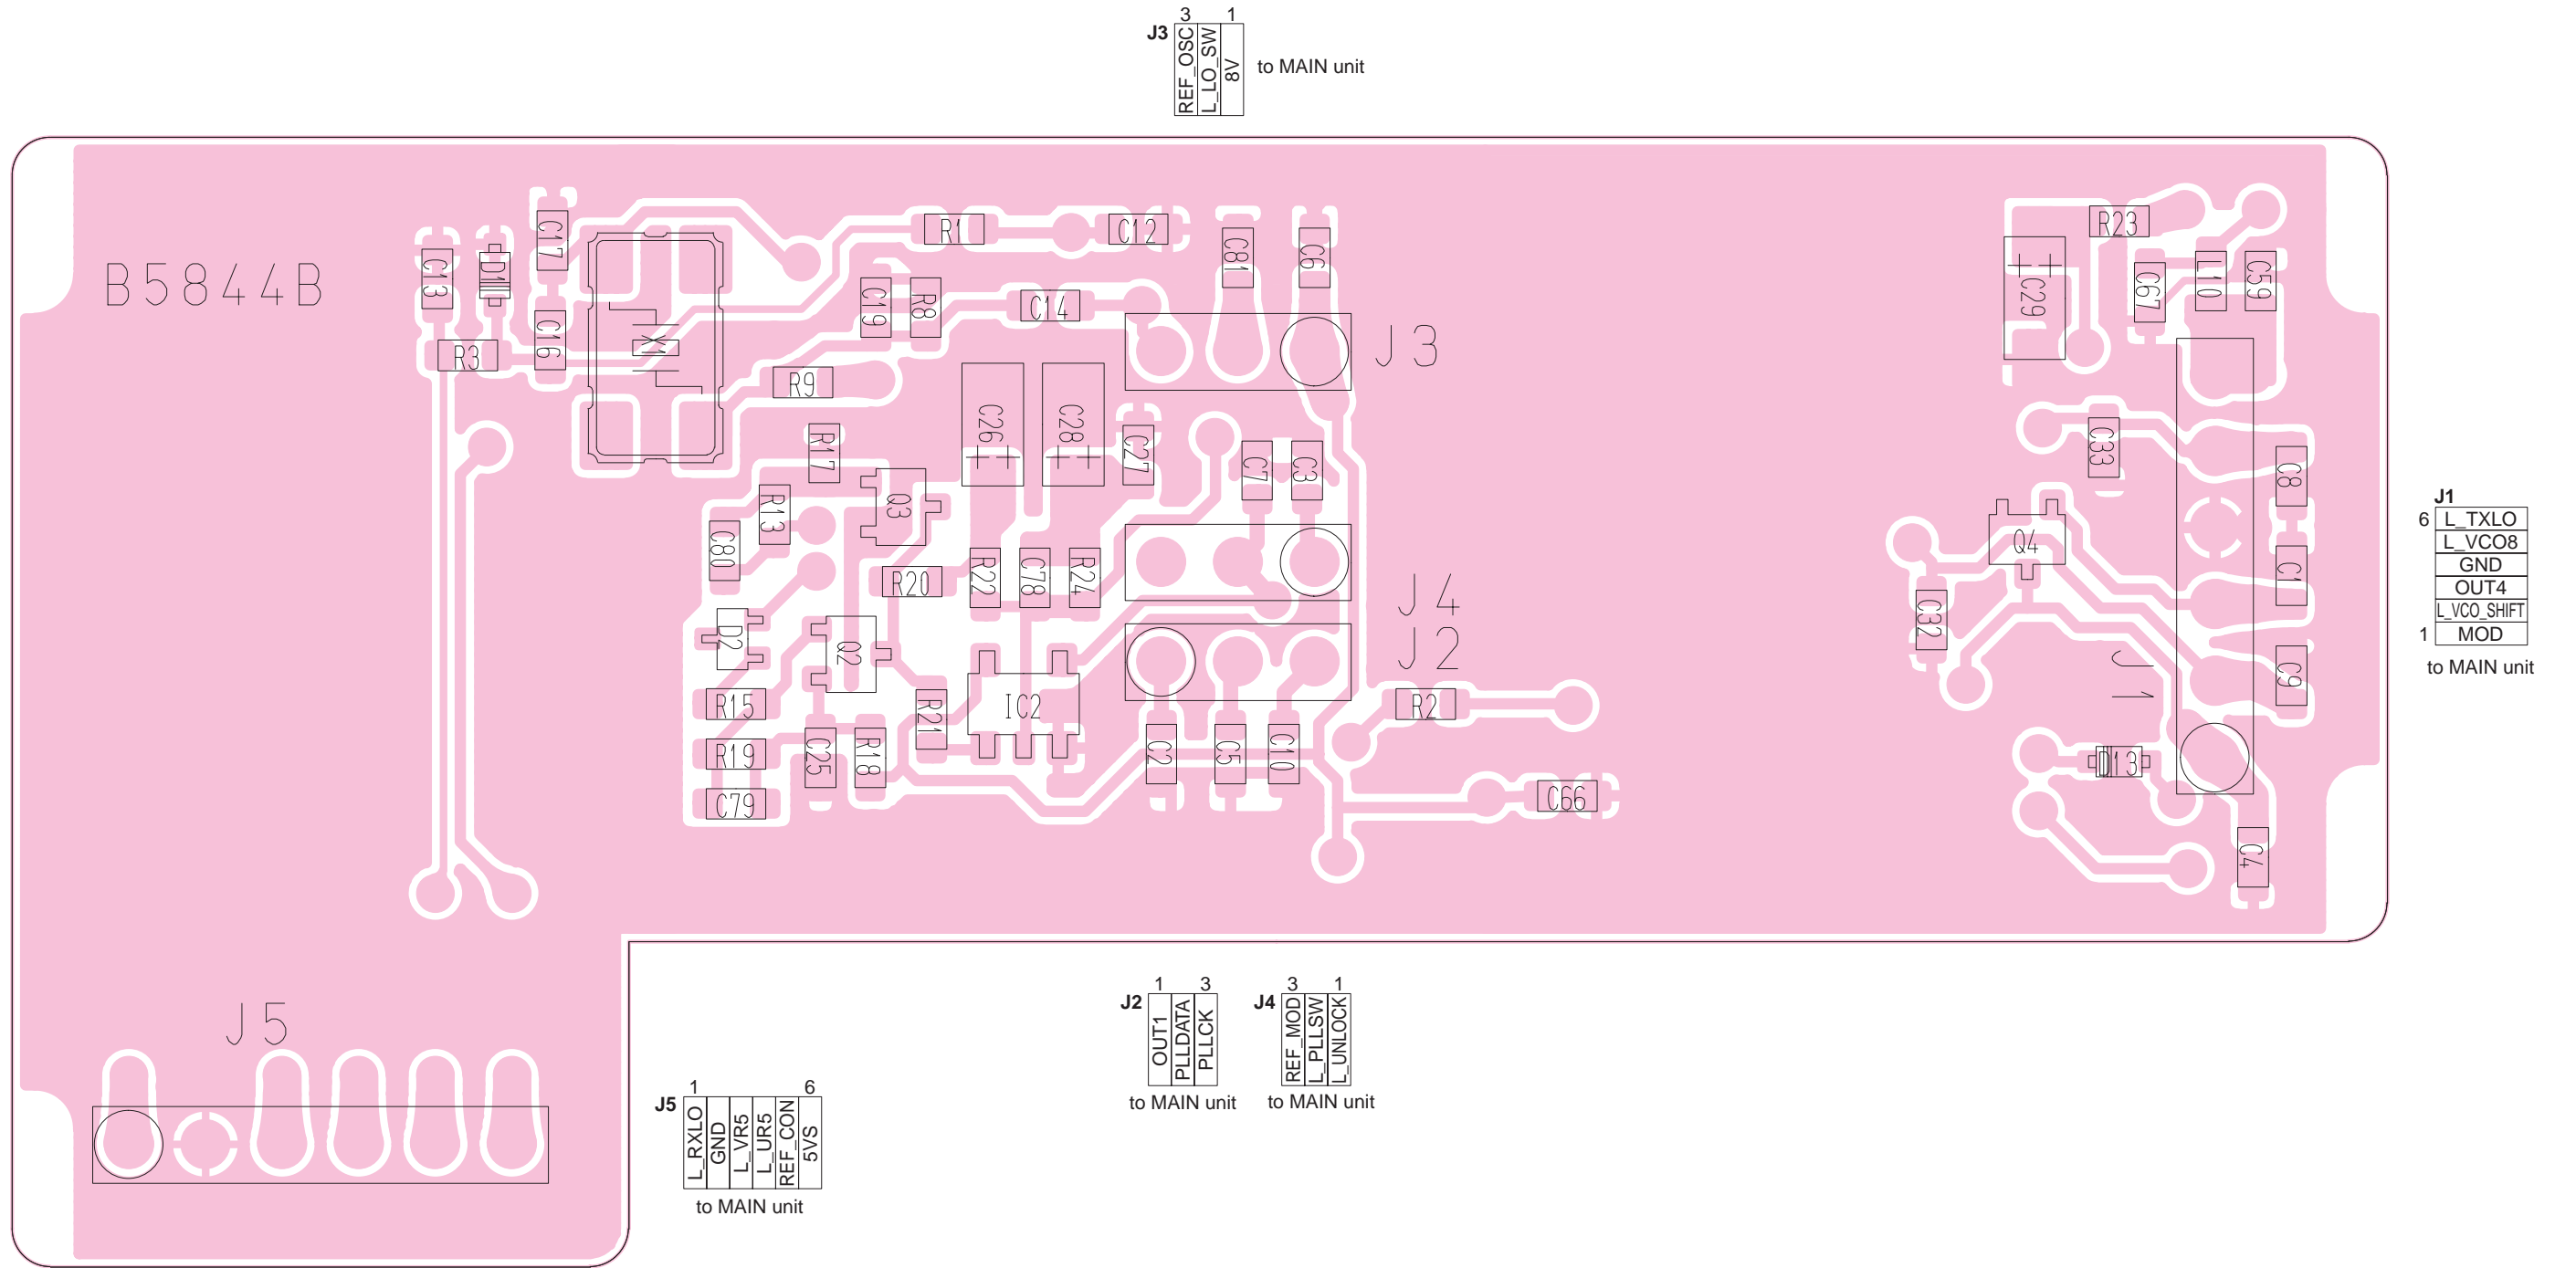 3 1
J3
REF_OSC
L_LO_SW
8V
to MAIN unit
B5844B
C13
D1
C17
C16
R3
X1
R1
C12
C19
R8
C14
R9
C81
C6
J3
R23
C29
C67
L10
C59
C26
C28
C27
R17
R13
Q3
C80
C7
C3
C33
C8
Q4
C1
C32
C9
R20
R22
C78
R24
J4
J2
D2
Q2
R15
R19
C79
C25
R18
R21
IC2
C2
C5
C10
R2
C66
J1
D13
C4
J1
6 L_TXLO
L_VCO8
GND
OUT4
L_VCO_SHIFT
1 MOD
to MAIN unit
J5
1 3
J2
OUT1
PLLDATA
PLLCK
to MAIN unit
3 1
J4
REF_MOD
L_PLLSW
L_UNLOCK
to MAIN unit
1 6
J5
L_RXLO
GND
L_VR5
L_UR5
REF_CON
5VS
to MAIN unit